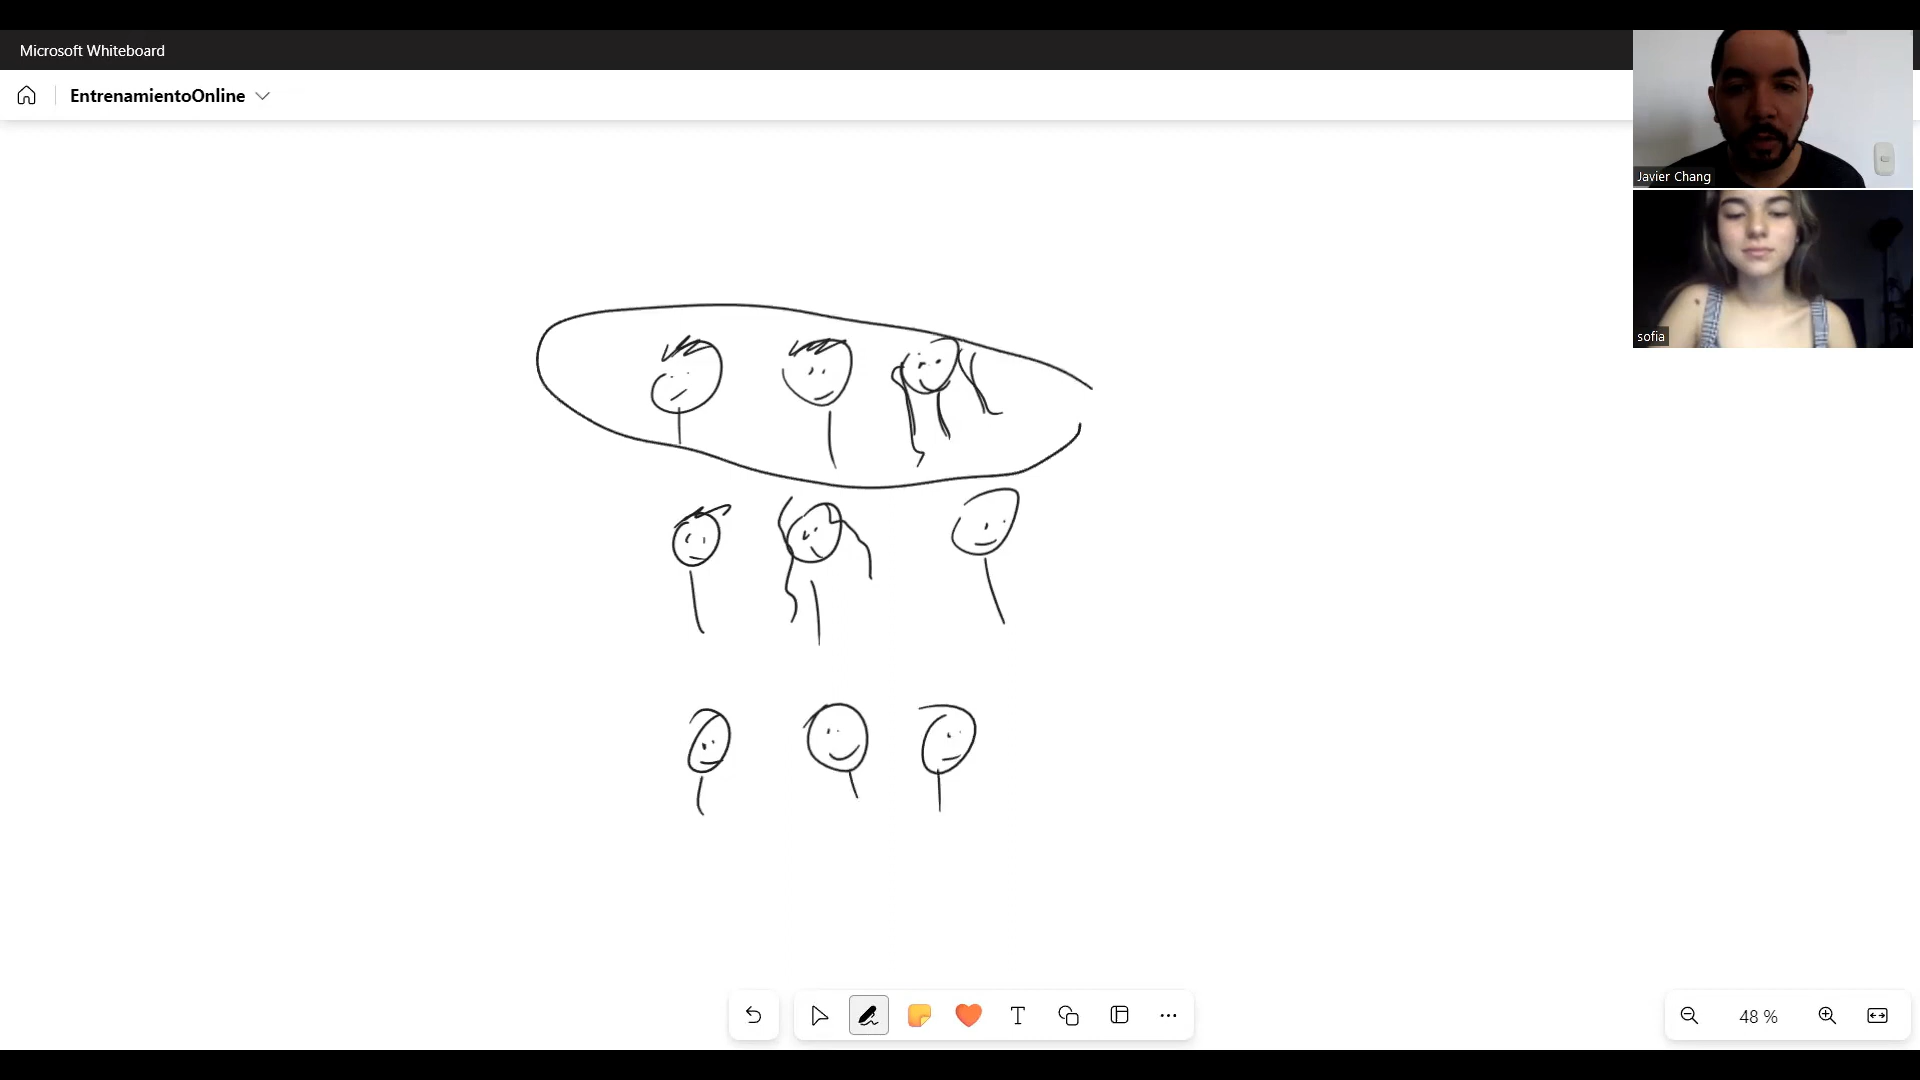 Microsoft Whiteboard
EntrenamientoOnline
Javier Chang
sofia
48 %